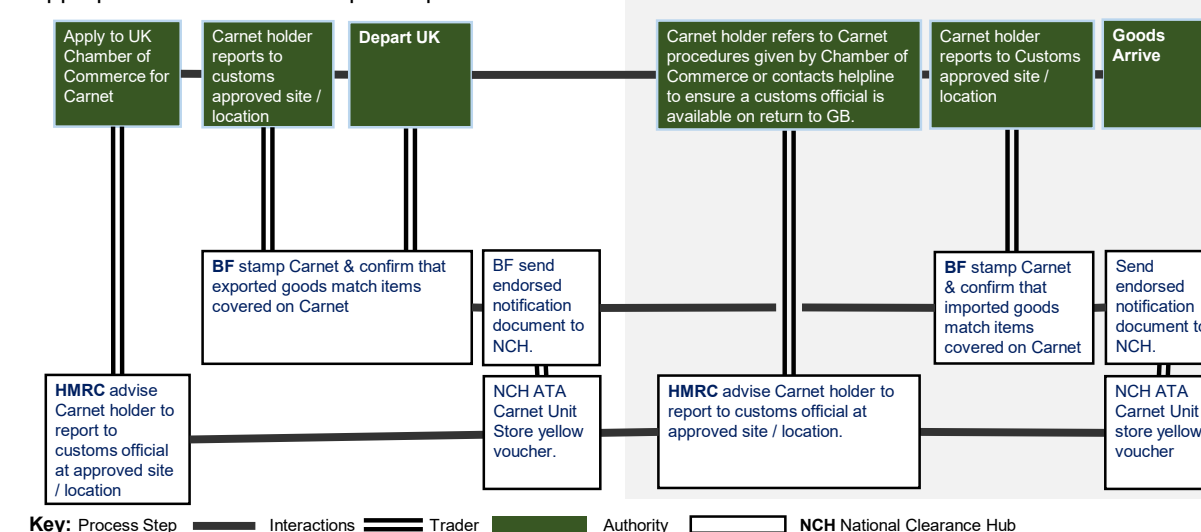 Apply to UK
Chamber of
Commerce for
Carnet
Carnet holder
reports to
customs
approved site /
location
Depart UK
Carnet holder refers to Carnet
procedures given by Chamber of
Commerce or contacts helpline
to ensure a customs official is
available on return to GB.
Carnet holder
reports to Customs
approved site /
location
Goods
Arrive
BF stamp Carnet & confirm that
exported goods match items
covered on Carnet
BF send
endorsed
notification
document to
NCH.
BF stamp Carnet
& confirm that
imported goods
match items
covered on Carnet
Send
endorsed
notification
document to
NCH.
HMRC advise
Carnet holder to
report to
customs official
at approved site
/ location
NCH ATA
Carnet Unit
Store yellow
voucher.
HMRC advise Carnet holder to
report to customs official at
approved site / location.
NCH ATA
Carnet Unit
store yellow
voucher
Key: Process Step Interactions Trader Authority NCH National Clearance Hub